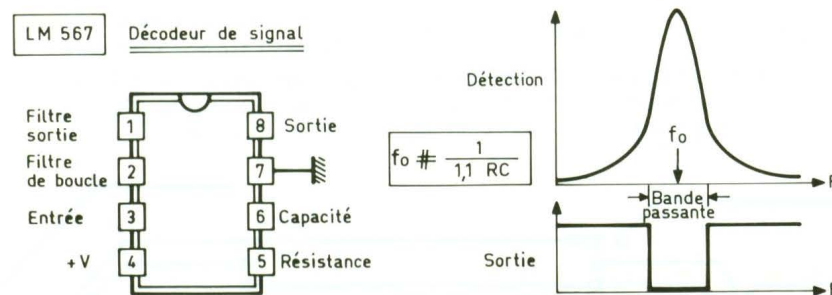 LM 567
Décodeur de signal
Filtre
sortie
1
8
Sortie
Filtre
de boucle
2
7
Entrée
3
6
Capacité
+V
4
5
Résistance
fo # 1
1,1 RC
Détection
fo
F
Bande
passante
Sortie
F